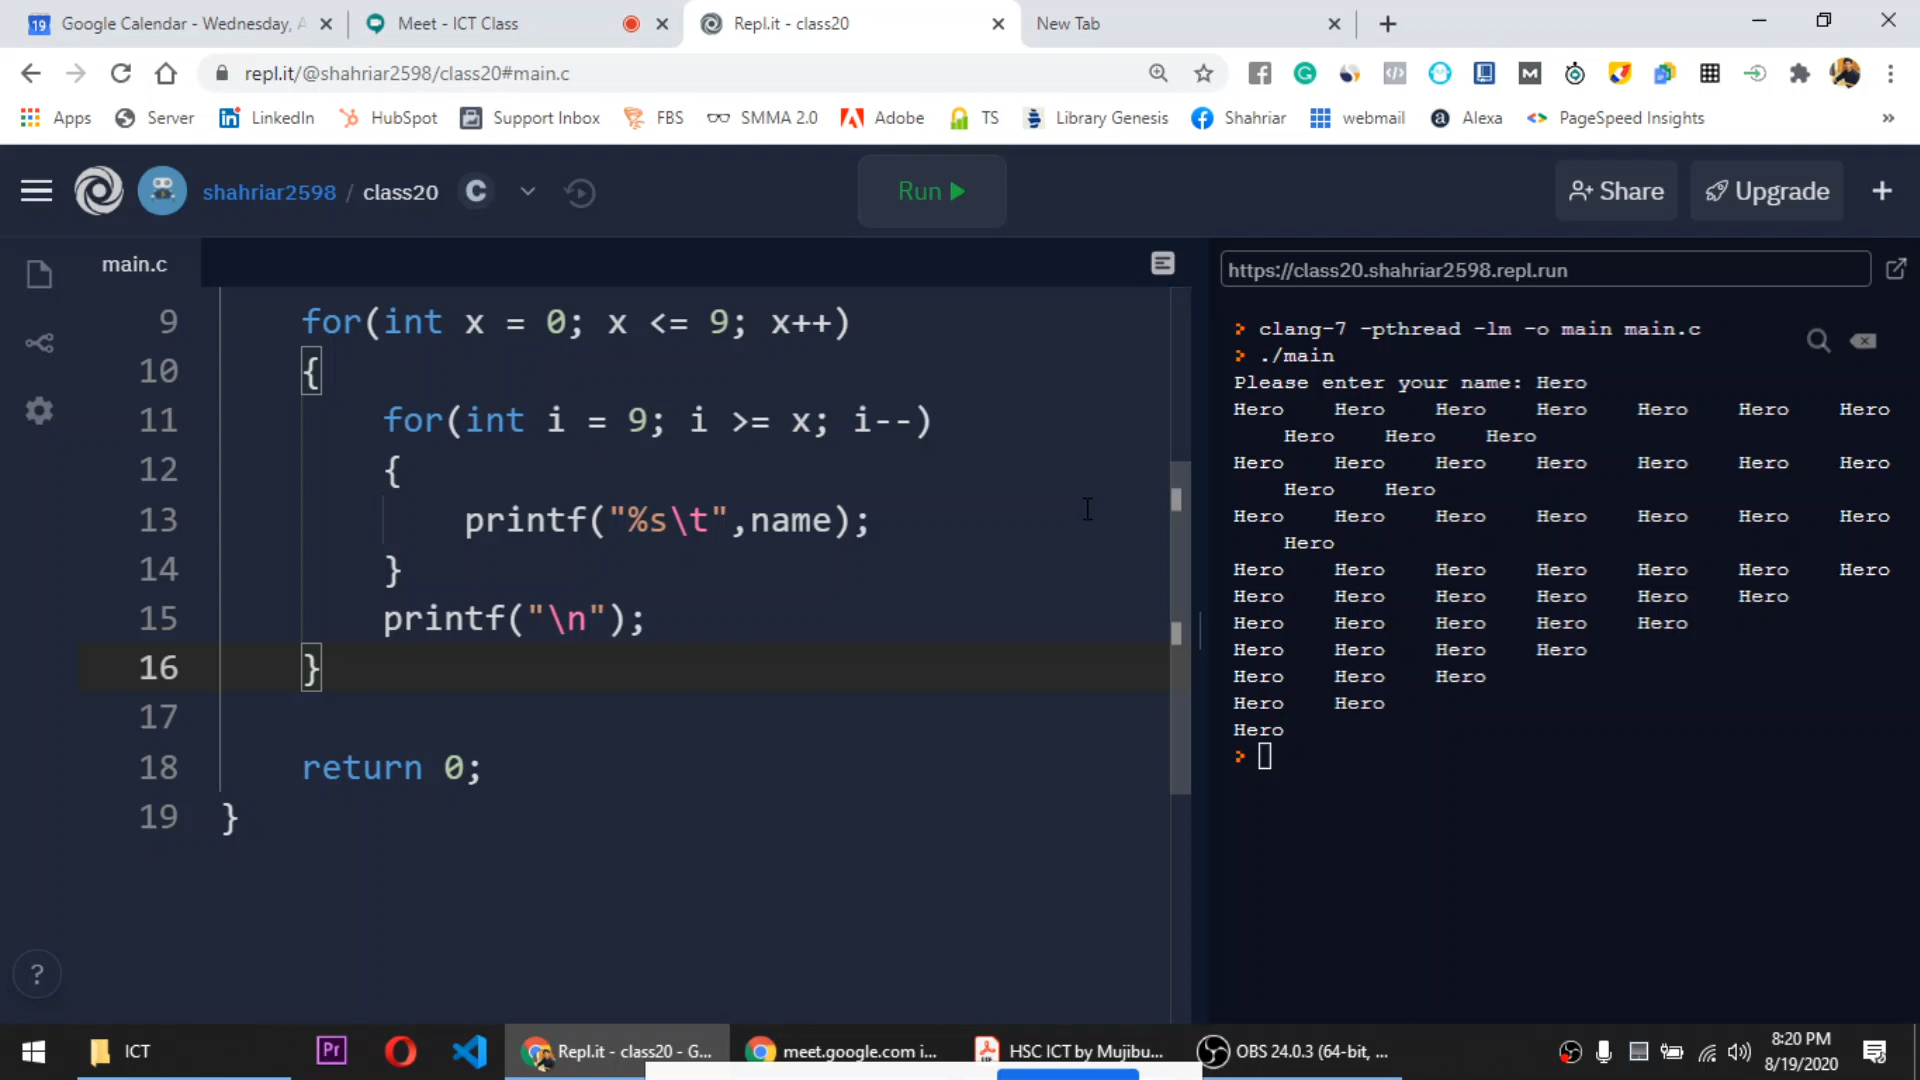 Google Calendar - Wednesday, A
Meet - ICT Class
Repl.it - class20
New Tab
repl.it/@shahriar2598/class20#main.c
Apps
Server
LinkedIn
HubSpot
Support Inbox
FBS
SMMA 2.0
Adobe
TS
Library Genesis
Shahriar
webmail
Alexa
PageSpeed Insights
»
shahriar2598 / class20
C
Run
Share
Upgrade
main.c
https://class20.shahriar2598.repl.run
9 for(int x = 0; x <= 9; x++)
10 {
11 for(int i = 9; i >= x; i--)
12 {
13 printf("%s\t",name);
14 }
15 printf("\n");
16 }
17
18 return 0;
19 }
> clang-7 -pthread -lm -o main main.c
> ./main
Please enter your name: Hero
Hero Hero Hero Hero Hero Hero Hero
Hero Hero Hero
Hero Hero Hero Hero Hero Hero Hero
Hero Hero
Hero Hero Hero Hero Hero Hero Hero
Hero
Hero Hero Hero Hero Hero Hero Hero
Hero Hero Hero Hero Hero Hero
Hero Hero Hero Hero Hero
Hero Hero Hero Hero
Hero Hero Hero
Hero Hero
Hero
>
?
ICT
Pr
Repl.it - class20 - G...
meet.google.com i...
HSC ICT by Mujibu...
OBS 24.0.3 (64-bit, ...
8:20 PM
8/19/2020